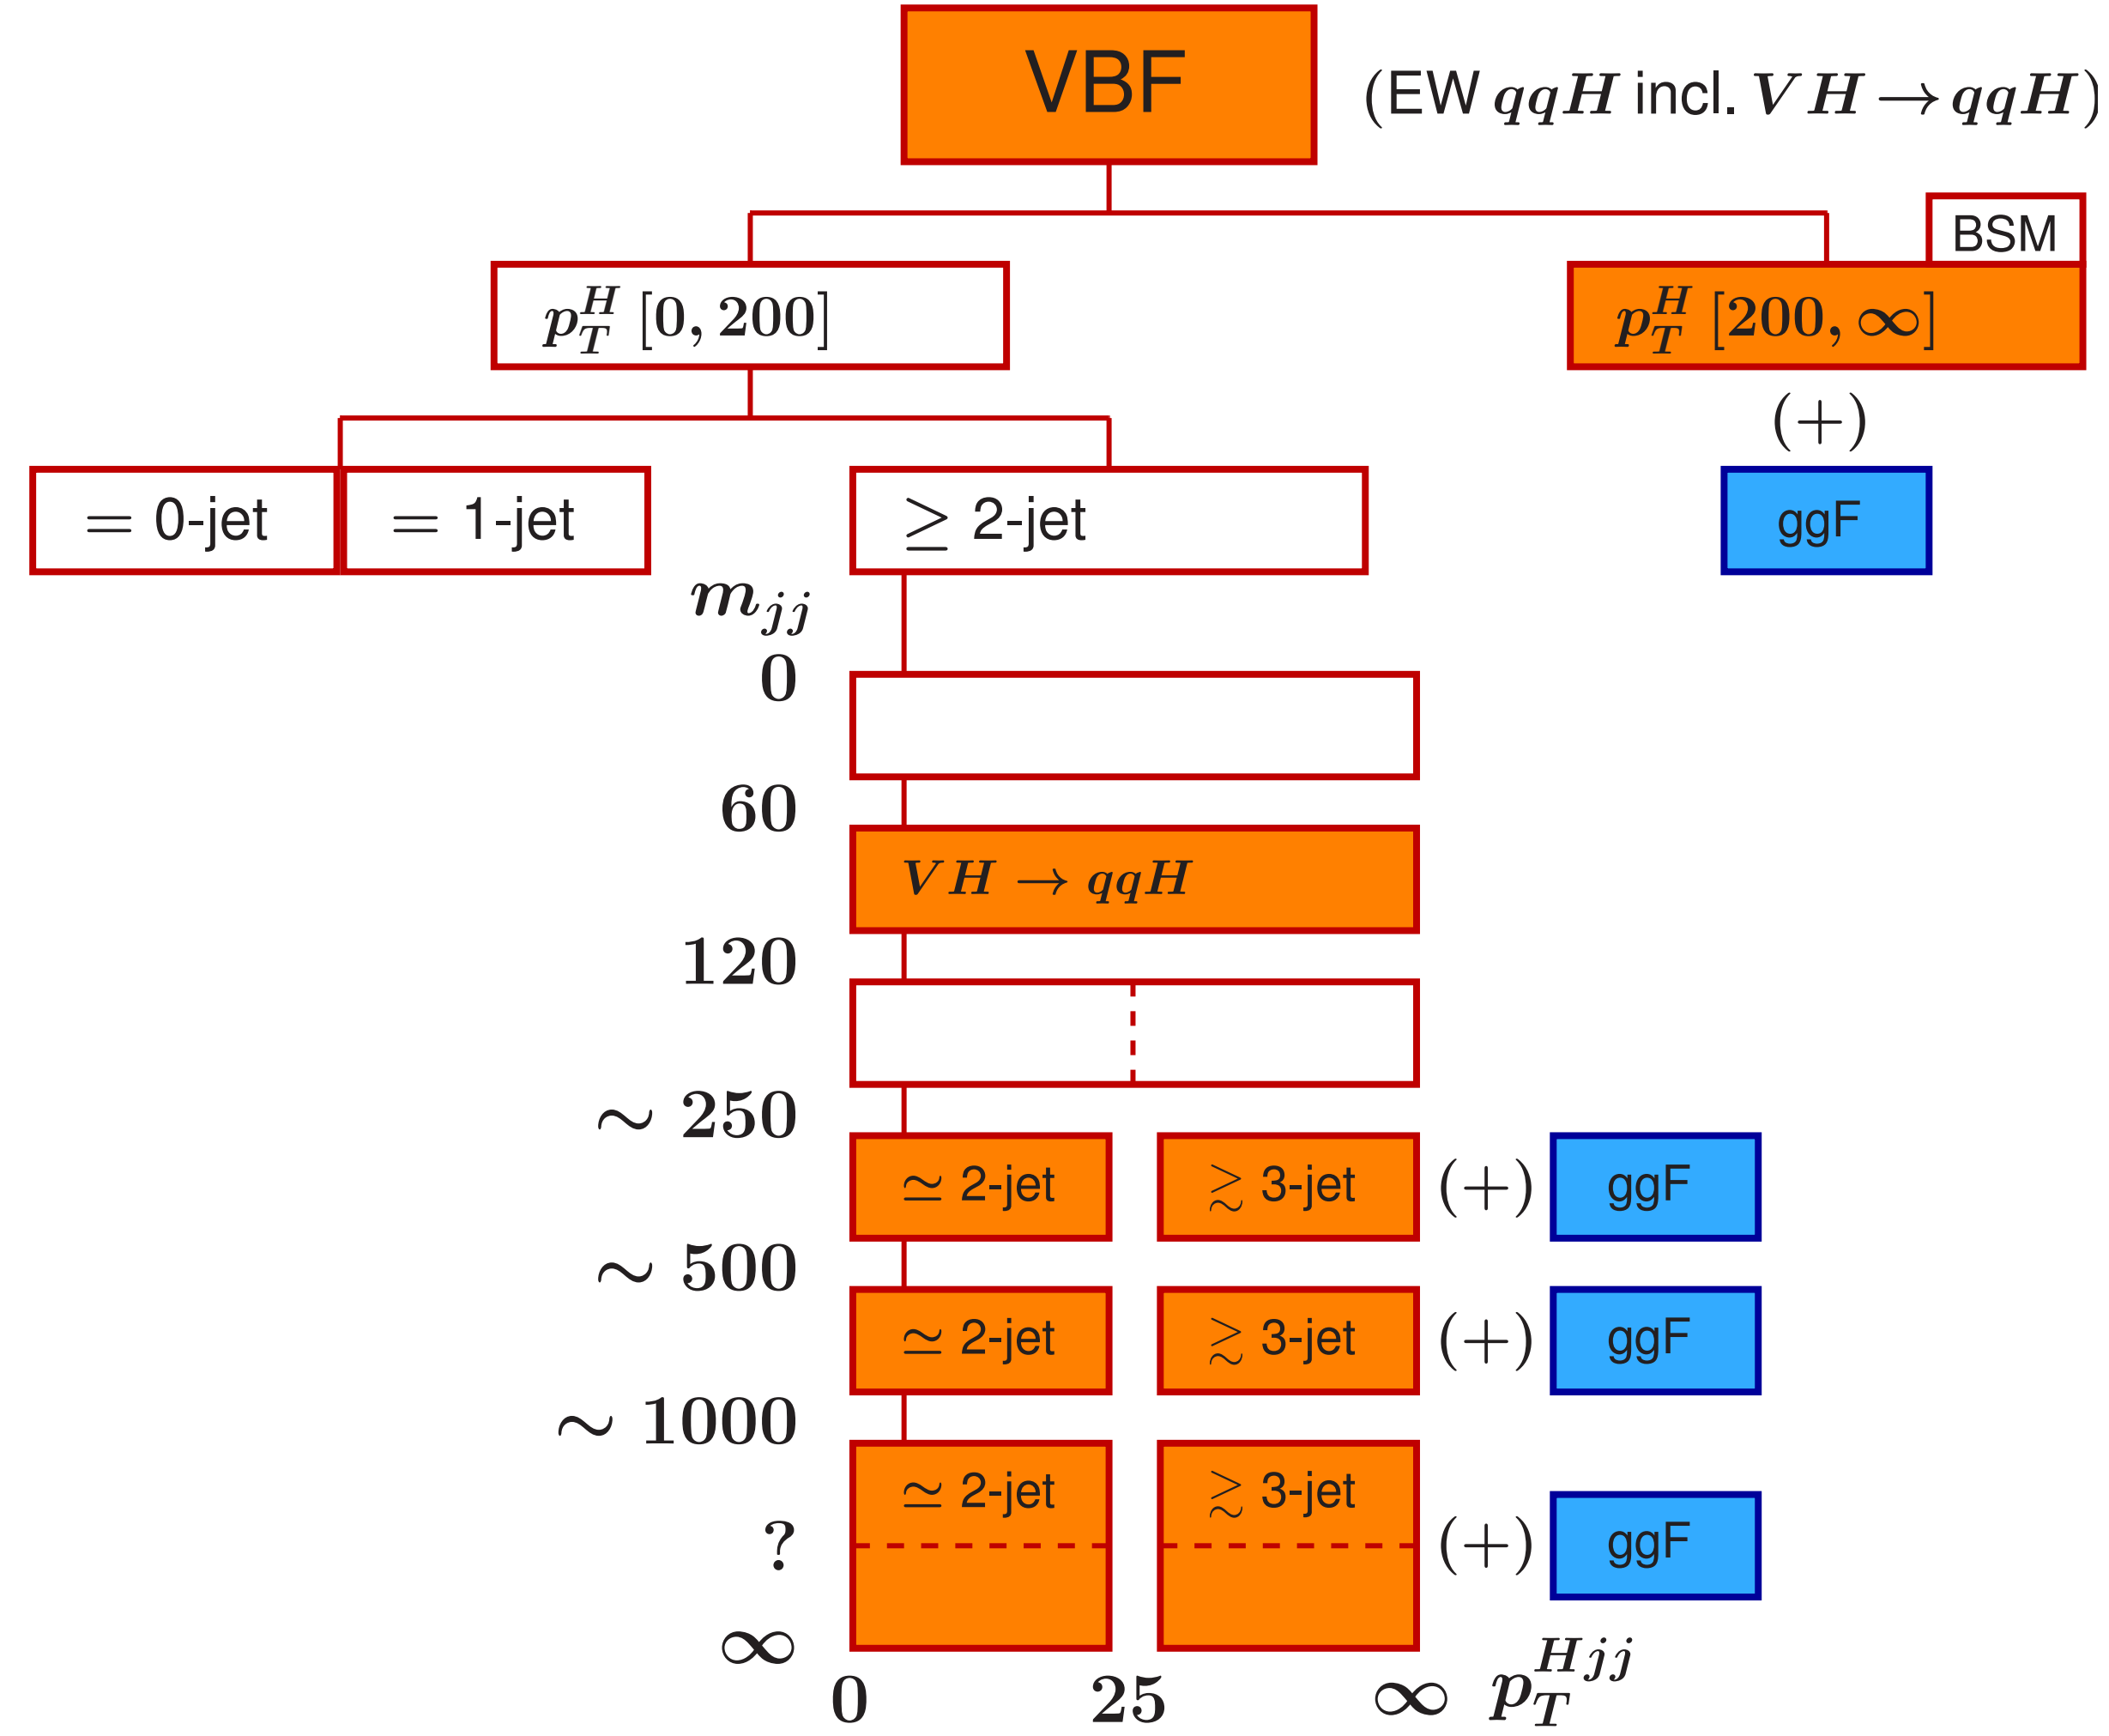 VBF
(EW qqH incl. VH → qqH)
BSM
p_T^H [0, 200]
p_T^H [200, ∞]
(+)
= 0-jet
= 1-jet
≥ 2-jet
ggF
m_jj
0
60
VH → qqH
120
∼ 250
≃ 2-jet
≳ 3-jet
(+)
ggF
∼ 500
≃ 2-jet
≳ 3-jet
(+)
ggF
∼ 1000
≃ 2-jet
≳ 3-jet
?
(+)
ggF
∞
0
25
∞
p_T^Hjj